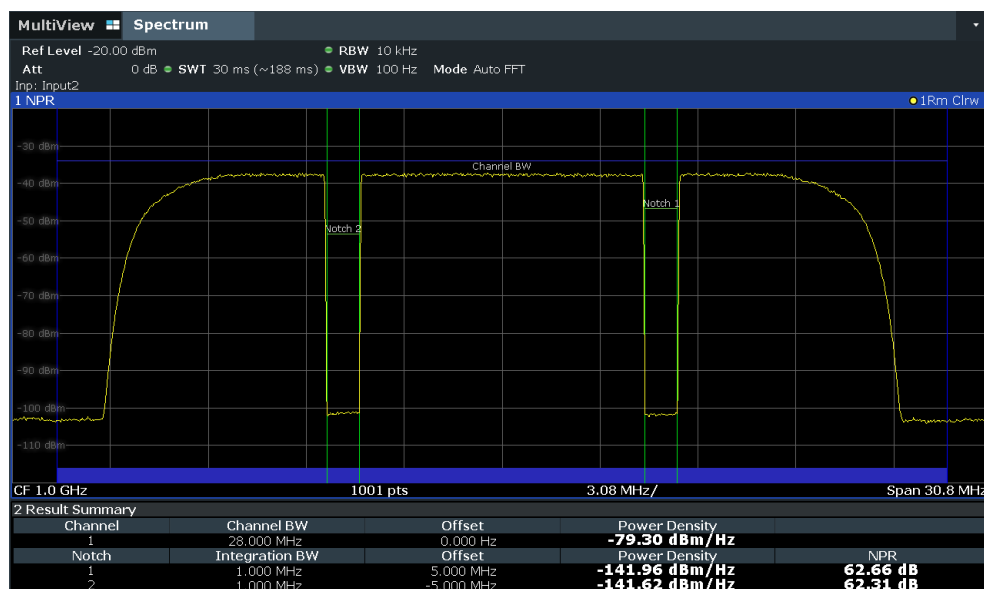 MultiView Spectrum
Ref Level -20.00 dBm RBW 10 kHz
Att 0 dB SWT 30 ms (~188 ms) VBW 100 Hz Mode Auto FFT
Inp: Input2
1 NPR 1Rm Clrw
-30 dBm
Channel BW
-40 dBm
Notch 1
-50 dBm
Notch 2
-60 dBm
-70 dBm
-80 dBm
-90 dBm
-100 dBm
-110 dBm
CF 1.0 GHz 1001 pts 3.08 MHz/ Span 30.8 MHz
2 Result Summary
Channel Channel BW Offset Power Density
1 28.000 MHz 0.000 Hz -79.30 dBm/Hz
Notch Integration BW Offset Power Density NPR
1 1.000 MHz 5.000 MHz -141.96 dBm/Hz 62.66 dB
2 1.000 MHz -5.000 MHz -141.62 dBm/Hz 62.31 dB